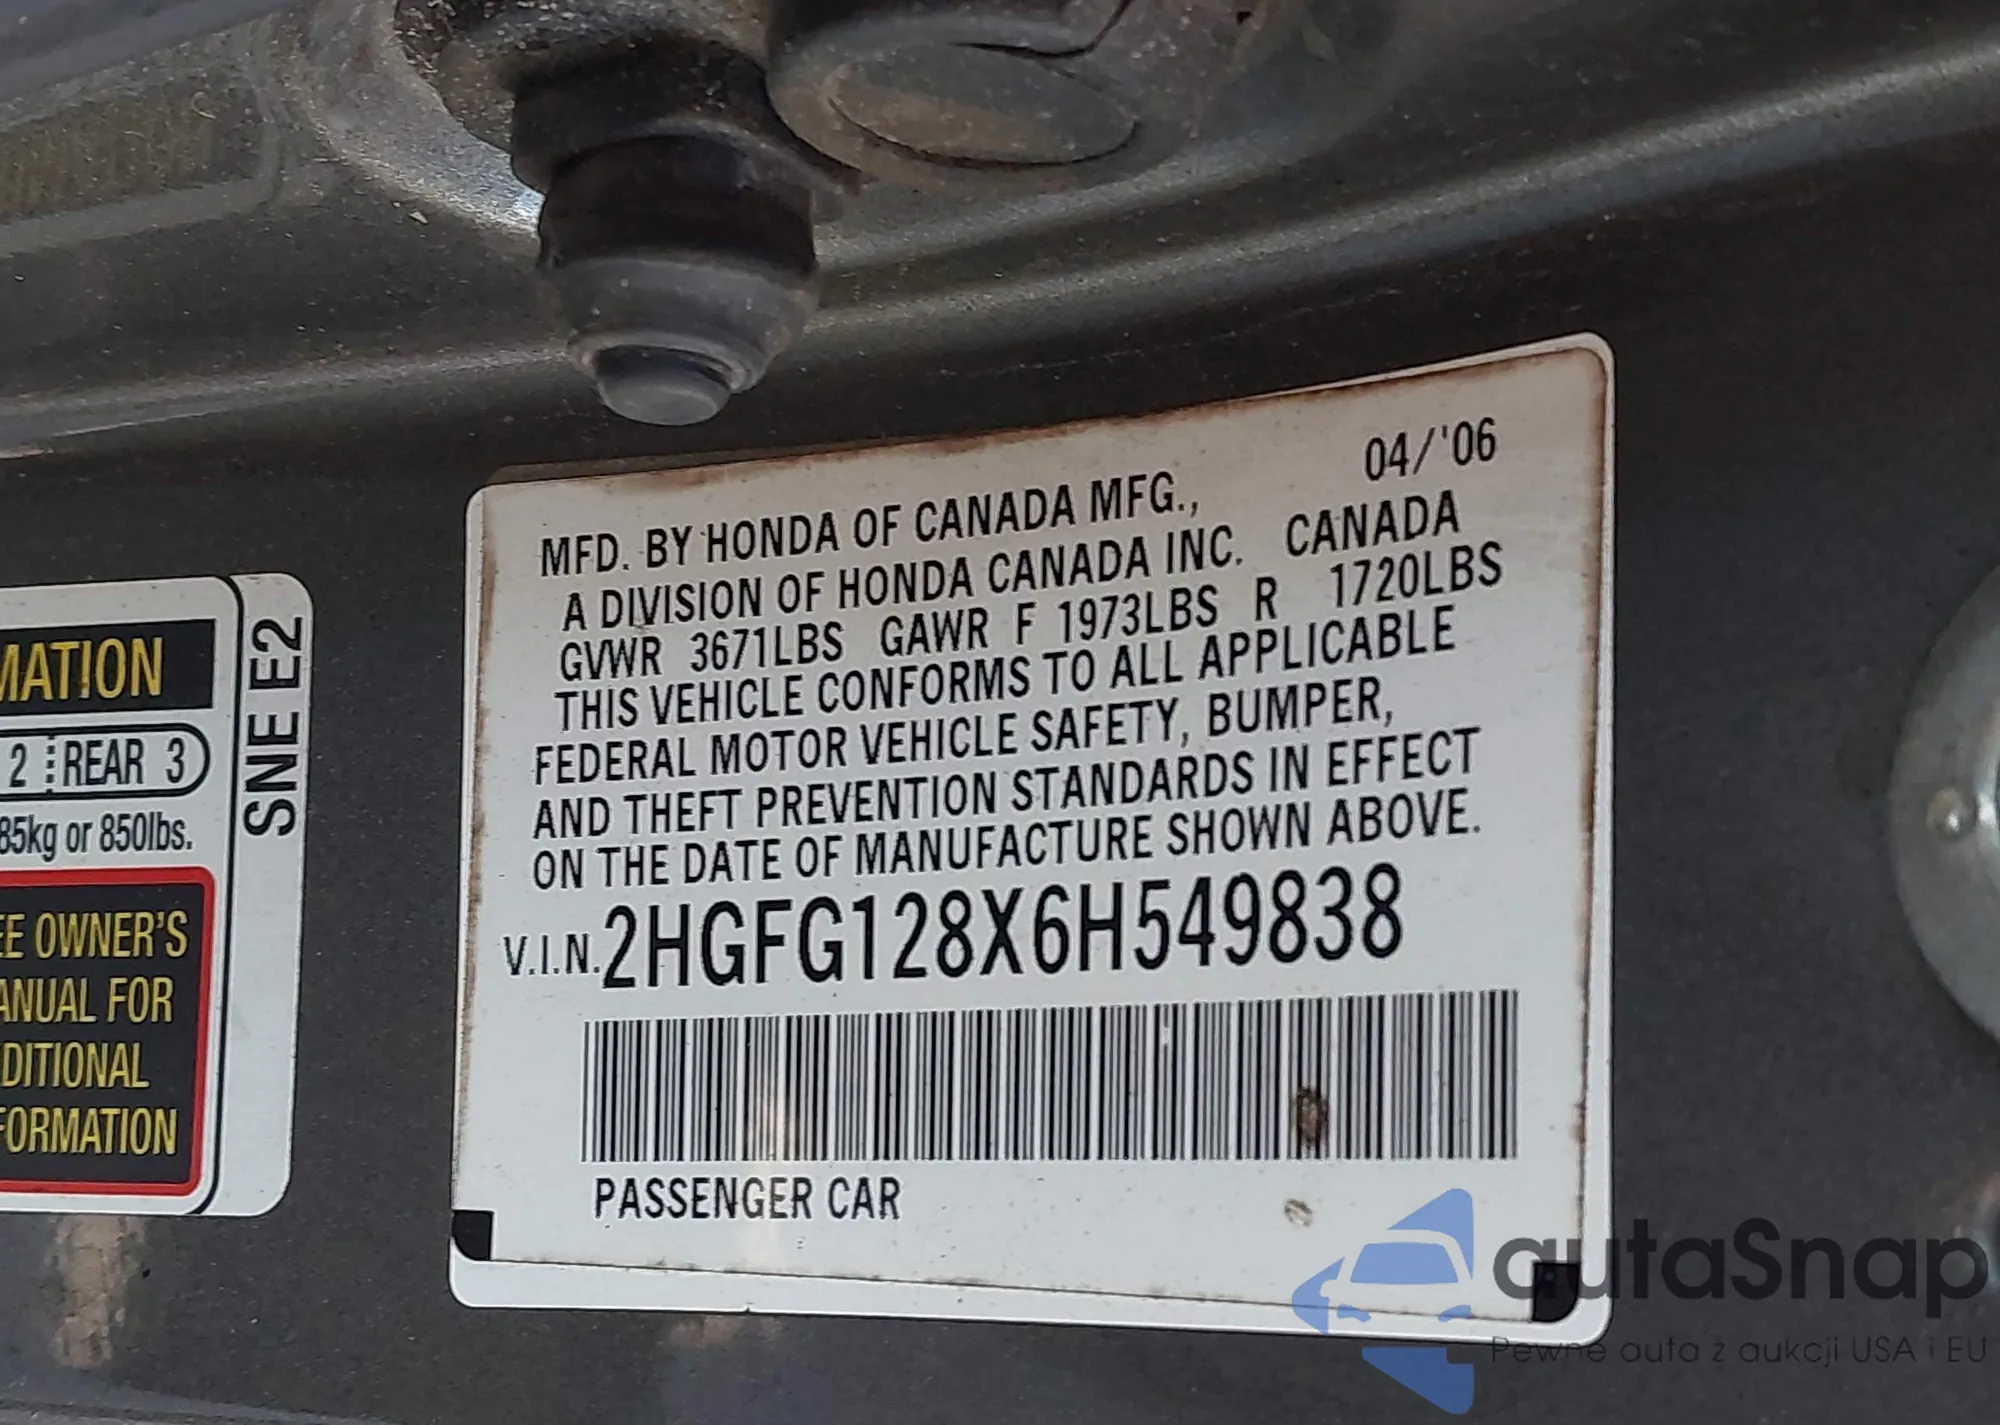 MATION
2 REAR 3
85kg or 850lbs.
EE OWNER'S
ANUAL FOR
DITIONAL
FORMATION
SNE E2
04/'06
MFD. BY HONDA OF CANADA MFG.,
A DIVISION OF HONDA CANADA INC. CANADA
GVWR 3671LBS GAWR F 1973LBS R 1720LBS
THIS VEHICLE CONFORMS TO ALL APPLICABLE
FEDERAL MOTOR VEHICLE SAFETY, BUMPER,
AND THEFT PREVENTION STANDARDS IN EFFECT
ON THE DATE OF MANUFACTURE SHOWN ABOVE.
V.I.N. 2HGFG128X6H549838
PASSENGER CAR
autaSnap
Pewne auta z aukcji USA i EU